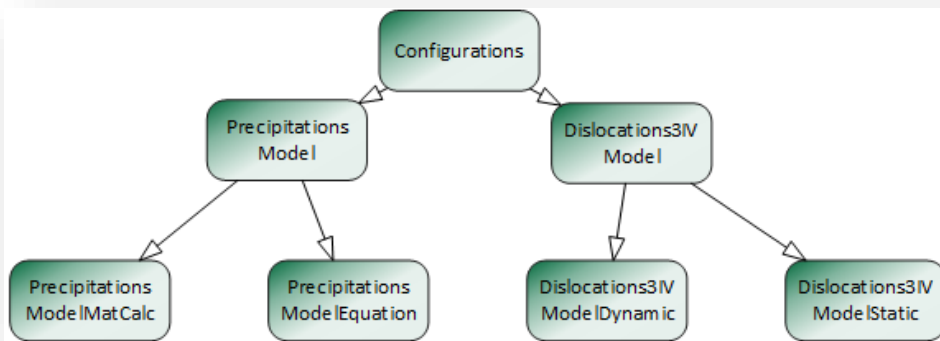 Configurations
Precipitations
Model
Dislocations3IV
Model
Precipitations
ModelMatCalc
Precipitations
ModelEquation
Dislocations3IV
ModelDynamic
Dislocations3IV
ModelStatic